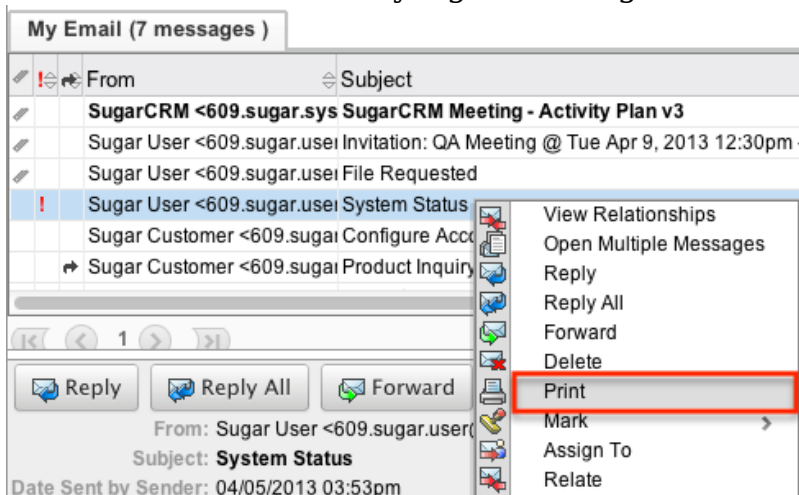 My Email (7 messages )
! From Subject
SugarCRM <609.sugar.sys SugarCRM Meeting - Activity Plan v3
Sugar User <609.sugar.user Invitation: QA Meeting @ Tue Apr 9, 2013 12:30pm
Sugar User <609.sugar.user File Requested
! Sugar User <609.sugar.user System Status
Sugar Customer <609.sugar Configure Acco
Sugar Customer <609.sugar Product Inquiry
1
View Relationships
Open Multiple Messages
Reply
Reply All
Forward
Delete
Print
Mark >
Assign To
Relate
Reply Reply All Forward
From: Sugar User <609.sugar.user(
Subject: System Status
Date Sent by Sender: 04/05/2013 03:53pm